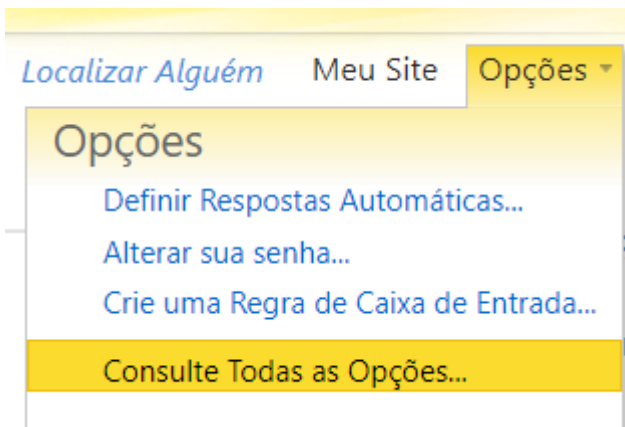 Localizar Alguém Meu Site Opções
Opções
Definir Respostas Automáticas...
Alterar sua senha...
Crie uma Regra de Caixa de Entrada...
Consulte Todas as Opções...